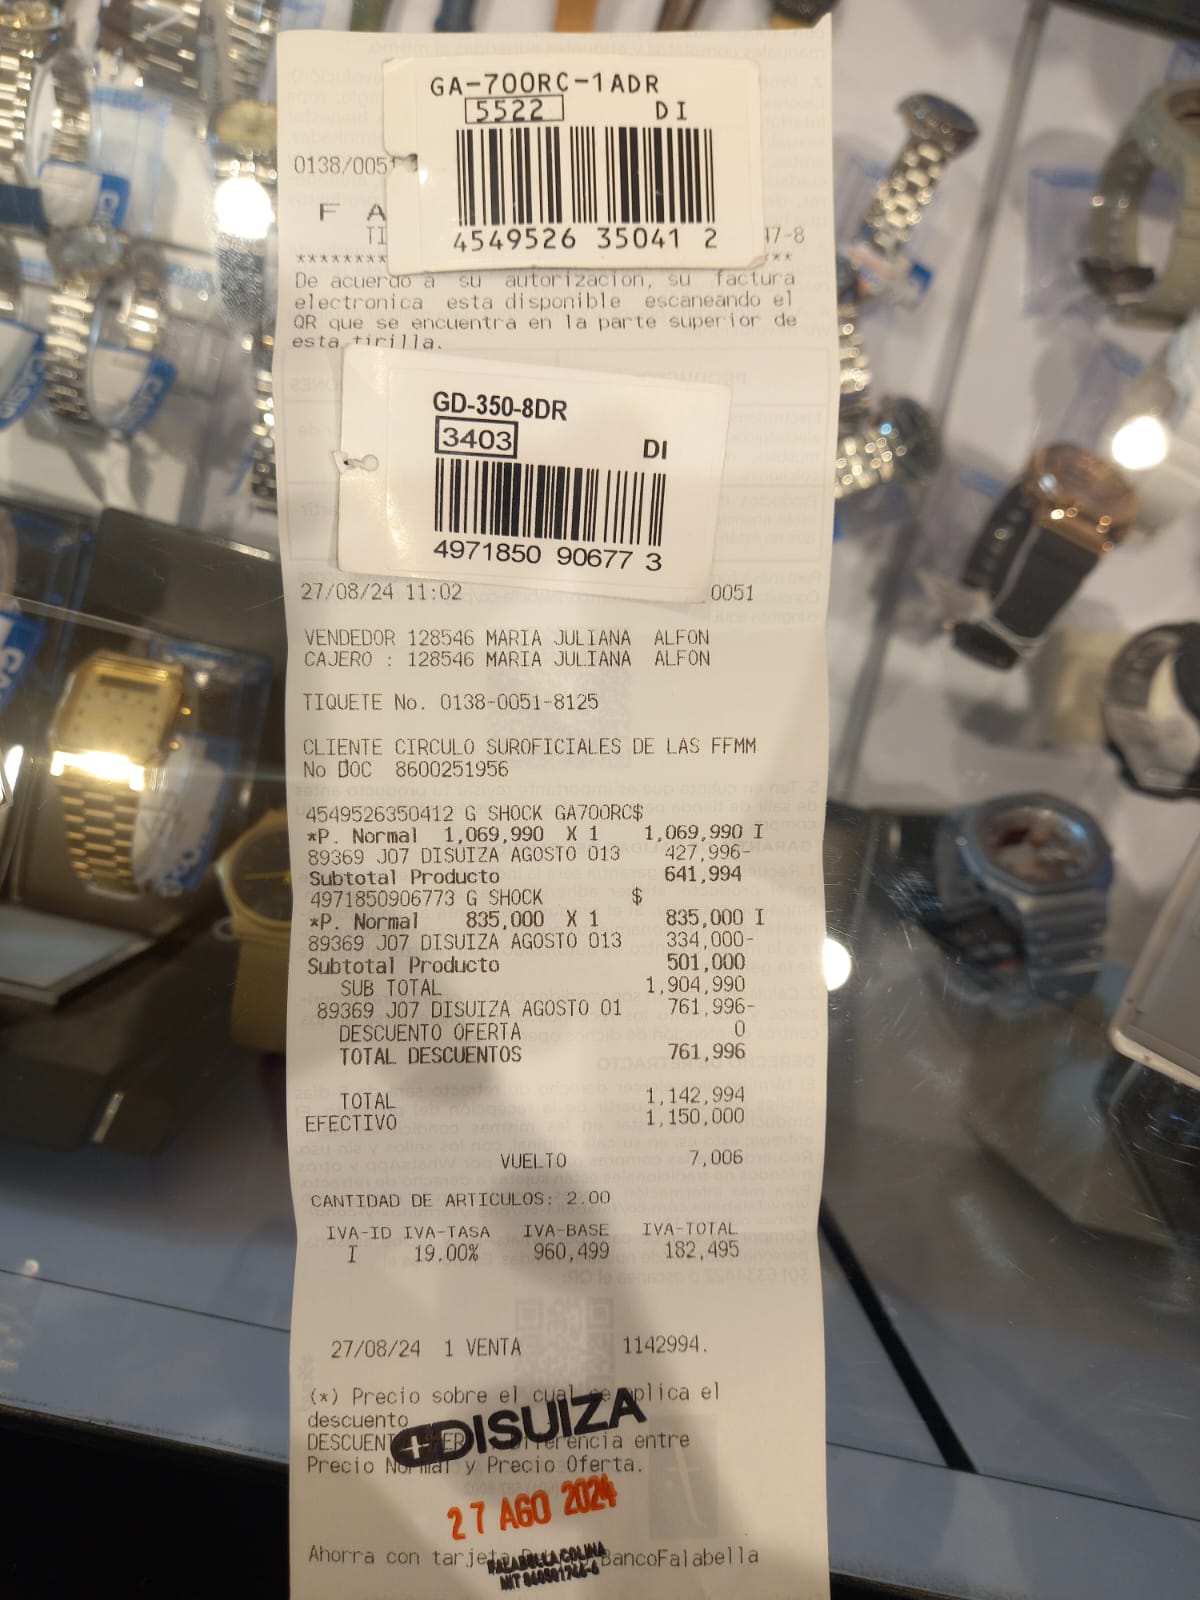 GA-700RC-1ADR
5522 DI
4549526 35041 2
0138/0051
F A
TI 47-8
De acuerdo a su autorizacion, su factura
electronica esta disponible escaneando el
QR que se encuentra en la parte superior de
esta tirilla.
GD-350-8DR
3403 DI
4971850 90677 3
27/08/24 11:02 0051
VENDEDOR 128546 MARIA JULIANA ALFON
CAJERO : 128546 MARIA JULIANA ALFON
TIQUETE No. 0138-0051-8125
CLIENTE CIRCULO SUROFICIALES DE LAS FFMM
No DOC 8600251956
4549526350412 G SHOCK GA700RC$
*P. Normal 1,069,990 X 1 1,069,990 I
89369 J07 DISUIZA AGOSTO 013 427,996-
Subtotal Producto 641,994
4971850906773 G SHOCK $
*P. Normal 835,000 X 1 835,000 I
89369 J07 DISUIZA AGOSTO 013 334,000-
Subtotal Producto 501,000
SUB TOTAL 1,904,990
89369 J07 DISUIZA AGOSTO 01 761,996-
DESCUENTO OFERTA 0
TOTAL DESCUENTOS 761,996
TOTAL 1,142,994
EFECTIVO 1,150,000
VUELTO 7,006
CANTIDAD DE ARTICULOS: 2.00
IVA-ID IVA-TASA IVA-BASE IVA-TOTAL
I 19.00% 960,499 182,495
27/08/24 1 VENTA 1142994.
(*) Precio sobre el cual se aplica el
descuento
DISUIZA
entre
Precio Normal y Precio Oferta.
27 AGO 2024
Ahorra con tarjeta BancoFalabella
FALABELLA COLINA
CASIO
CASIO